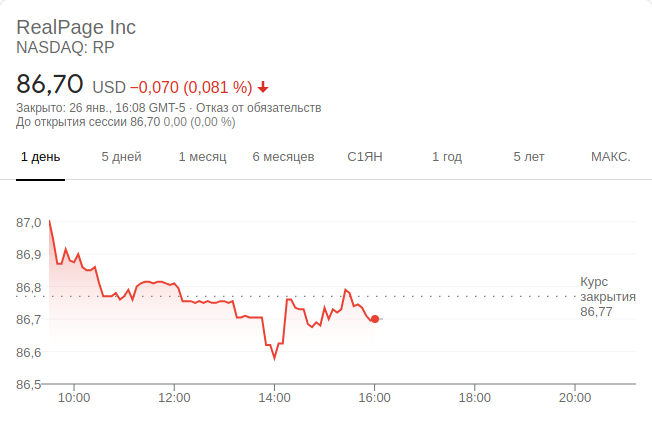 RealPage Inc
NASDAQ: RP
86,70 USD −0,070 (0,081 %)
Закрыто: 26 янв., 16:08 GMT-5 · Отказ от обязательств
До открытия сессии 86,70 0,00 (0,00 %)
1 день 5 дней 1 месяц 6 месяцев С1ЯН 1 год 5 лет МАКС.
87,0
86,9
86,8
86,7
86,6
86,5
Курс
закрытия
86,77
10:00 12:00 14:00 16:00 18:00 20:00